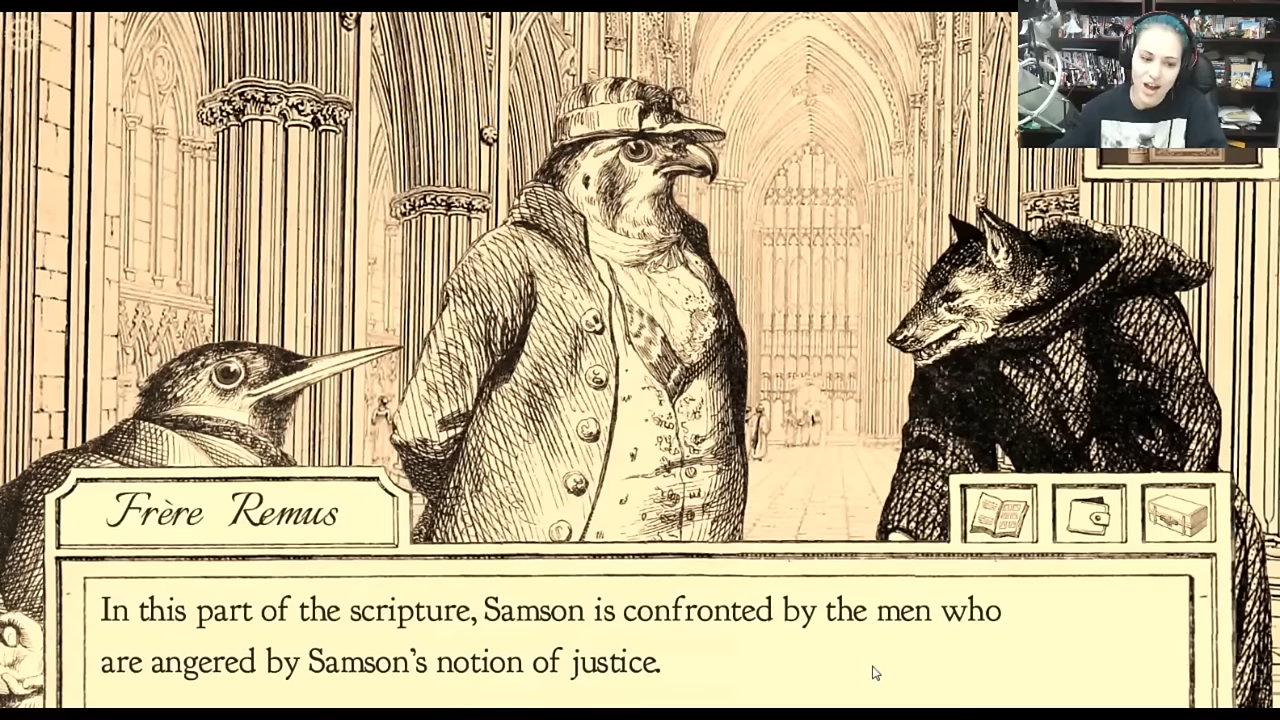 Frère Remus
In this part of the scripture, Samson is confronted by the men who
are angered by Samson's notion of justice.